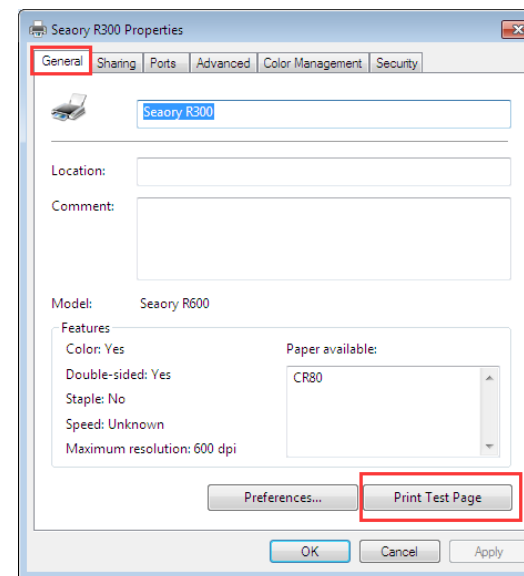 Seaory R300 Properties
General Sharing Ports Advanced Color Management Security
Seaory R300
Location:
Comment:
Model: Seaory R600
Features
Color: Yes Paper available:
Double-sided: Yes CR80
Staple: No
Speed: Unknown
Maximum resolution: 600 dpi
Preferences... Print Test Page
OK Cancel Apply